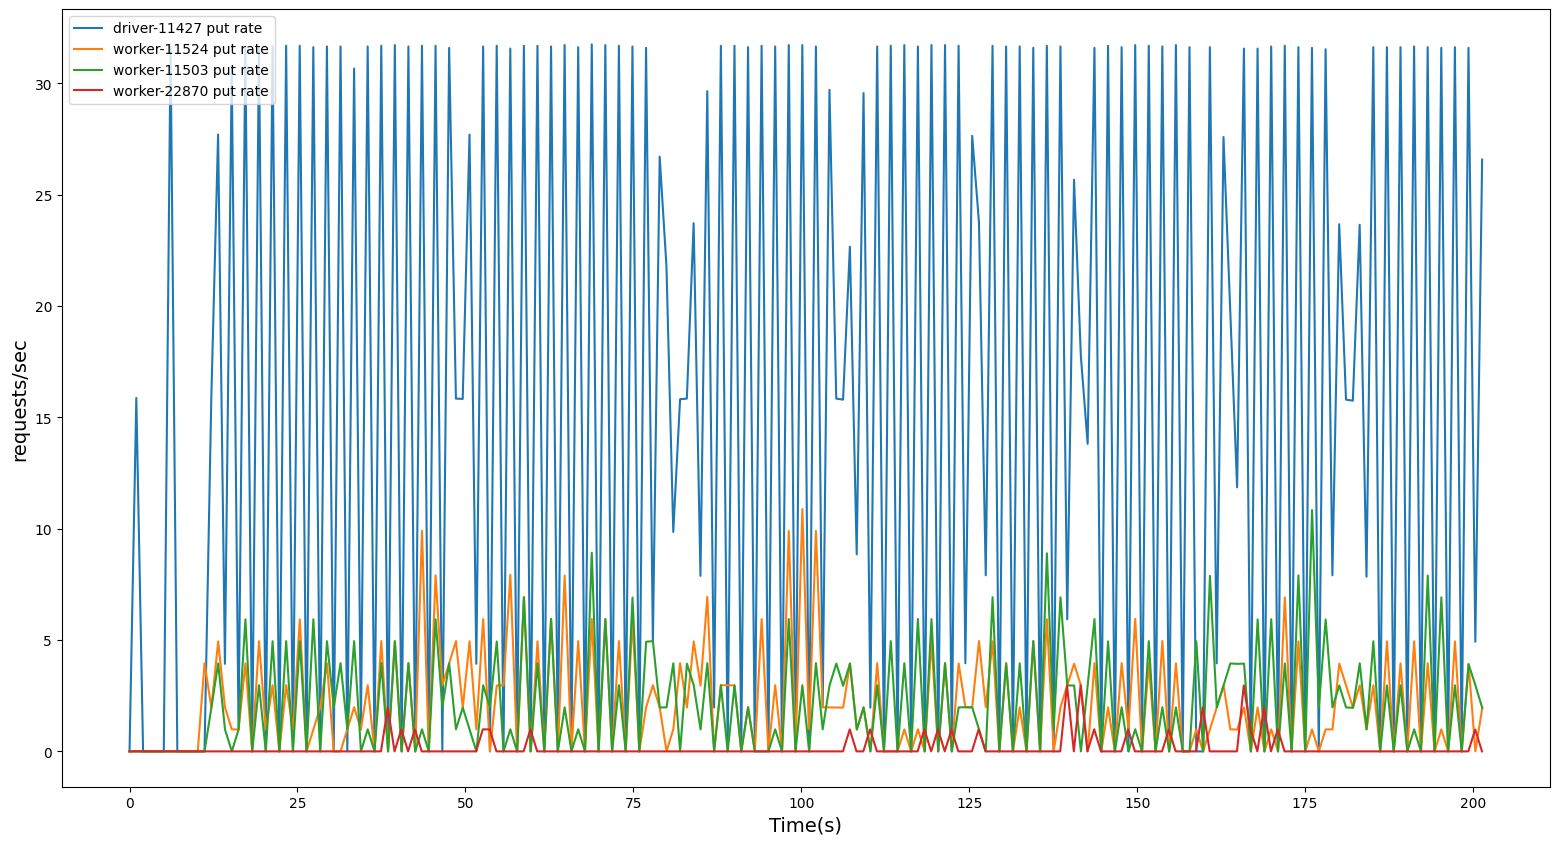 driver-11427 put rate
worker-11524 put rate
worker-11503 put rate
worker-22870 put rate
requests/sec
30
25
20
15
10
5
0
0 25 50 75 100 125 150 175 200
Time(s)